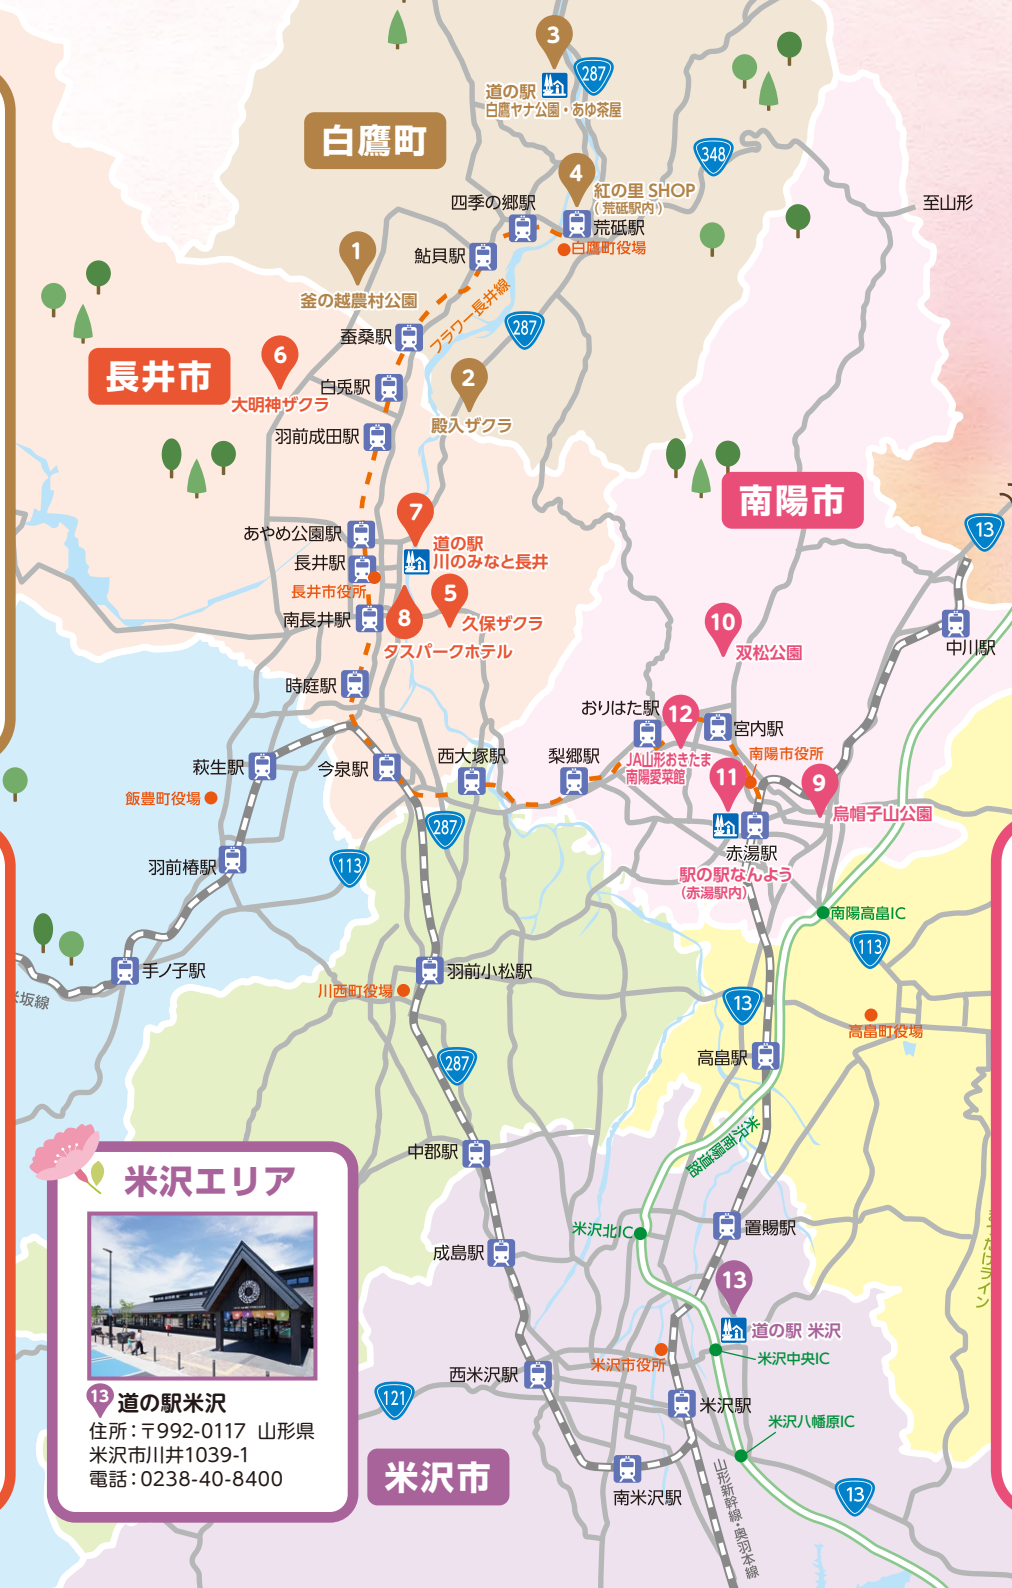 3
287
道の駅
白鷹ヤナ公園・あゆ茶屋
白鷹町
348
4
紅の里 SHOP
(荒砥駅内)
四季の郷駅
荒砥駅
至山形
白鷹町役場
鮎貝駅
1
釜の越農村公園
フラワー長井線
287
蚕桑駅
6
長井市
大明神ザクラ
白兎駅
2
殿入ザクラ
羽前成田駅
南陽市
7
13
あやめ公園駅
道の駅
川のみなと長井
長井駅
長井市役所
5
久保ザクラ
南長井駅
8
タスパークホテル
10
双松公園
中川駅
時庭駅
おりはた駅
12
宮内駅
西大塚駅
梨郷駅
南陽市役所
JA山形おきたま
南陽愛菜館
萩生駅
今泉駅
11
9
飯豊町役場
烏帽子山公園
287
赤湯駅
113
羽前椿駅
駅の駅なんよう
(赤湯駅内)
南陽高畠IC
113
手ノ子駅
羽前小松駅
川西町役場
米坂線
13
高畠町役場
高畠駅
287
中郡駅
米沢南陽道路
米沢エリア
米沢北IC
置賜駅
成島駅
13
道の駅 米沢
米沢市役所
米沢中央IC
西米沢駅
121
米沢駅
13 道の駅米沢
住所：〒992-0117 山形県
米沢市川井1039-1
電話：0238-40-8400
米沢八幡原IC
米沢市
南米沢駅
13
山形新幹線・奥羽本線